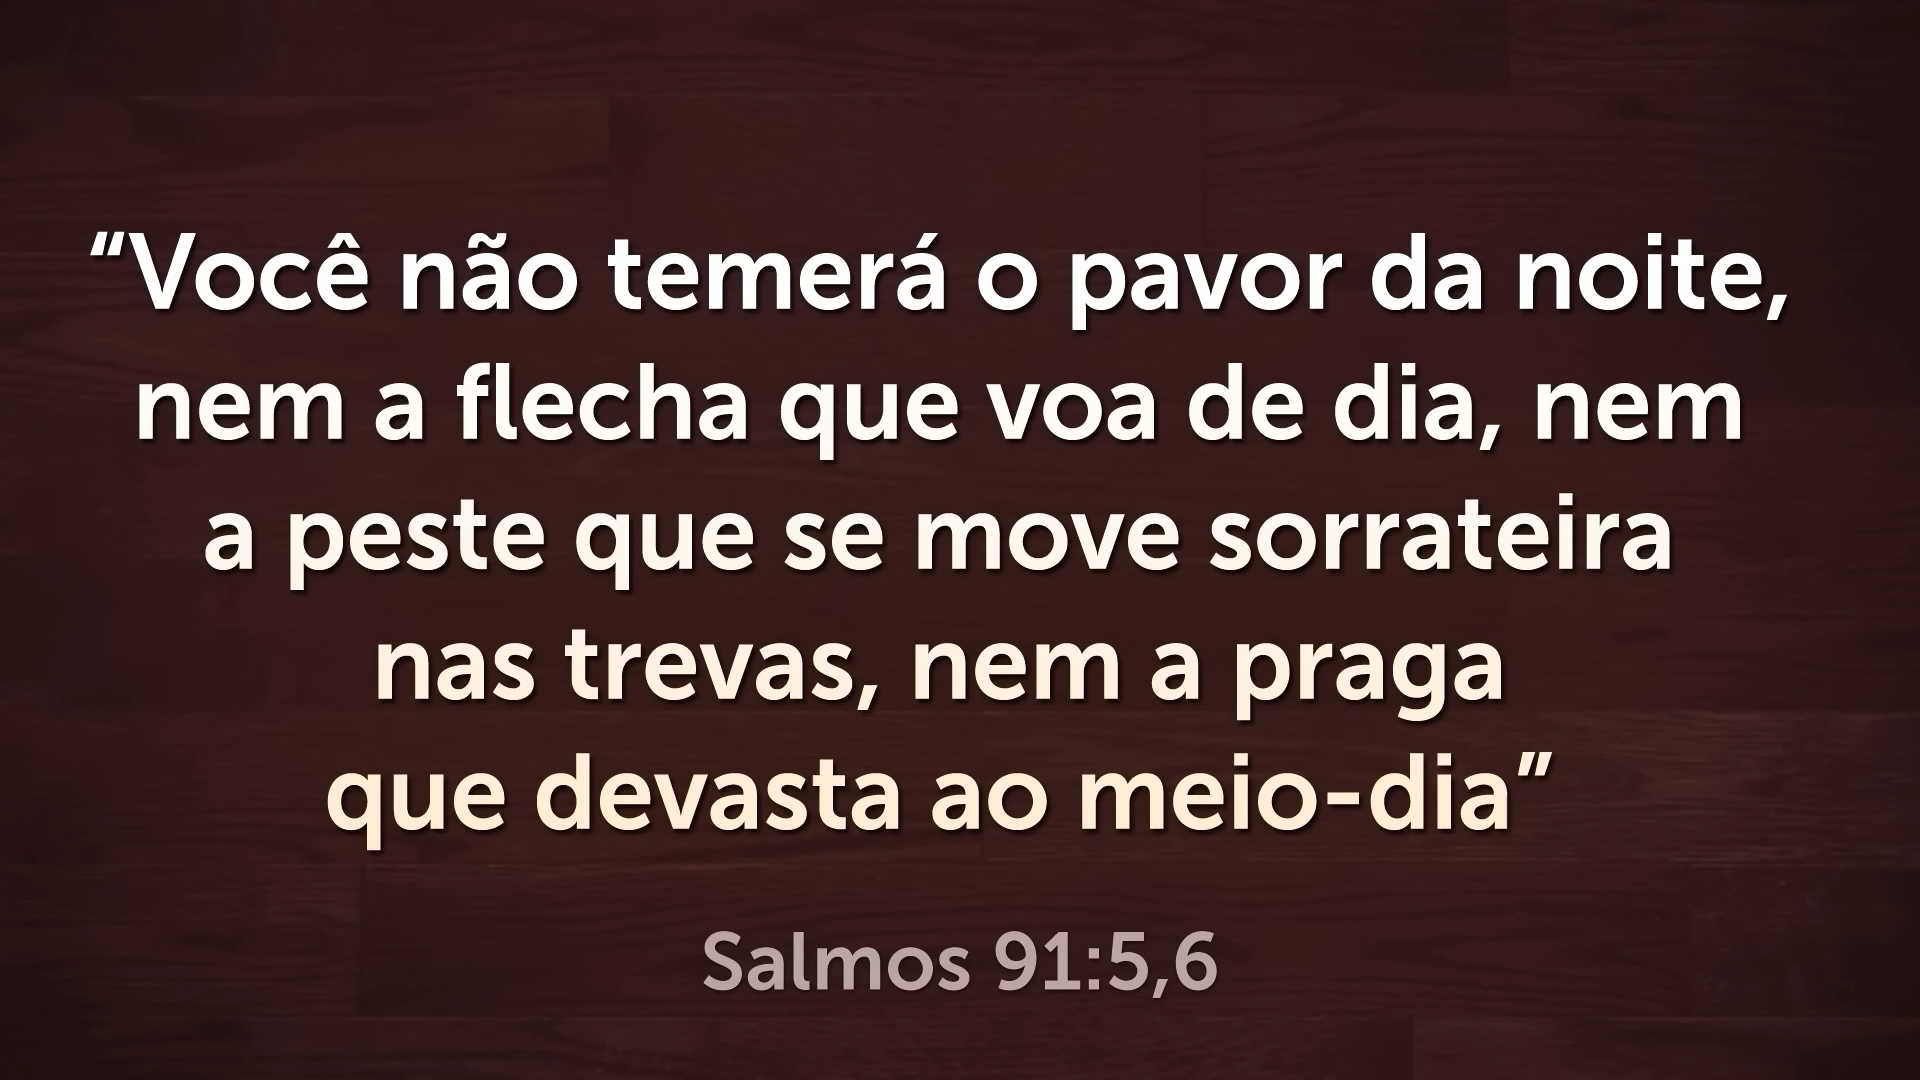 “Você não temerá o pavor da noite,
nem a flecha que voa de dia, nem
a peste que se move sorrateira
nas trevas, nem a praga
que devasta ao meio-dia”
Salmos 91:5,6